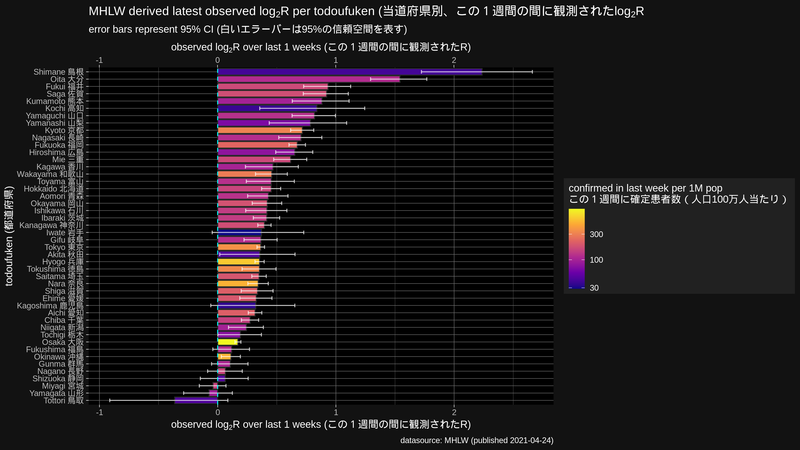 MHLW derived latest observed log2R per todoufuken (当道府県別、この１週間の間に観測されたlog2R
error bars represent 95% CI (白いエラーバーは95%の信頼空間を表す)
observed log2R over last 1 weeks (この１週間の間に観測されたR)
-1 0 1 2
todoufuken (都道府県)
Shimane 島根
Oita 大分
Fukui 福井
Saga 佐賀
Kumamoto 熊本
Kochi 高知
Yamaguchi 山口
Yamanashi 山梨
Kyoto 京都
Nagasaki 長崎
Fukuoka 福岡
Hiroshima 広島
Mie 三重
Kagawa 香川
Wakayama 和歌山
Toyama 富山
Hokkaido 北海道
Aomori 青森
Okayama 岡山
Ishikawa 石川
Ibaraki 茨城
Kanagawa 神奈川
Iwate 岩手
Gifu 岐阜
Tokyo 東京
Akita 秋田
Hyogo 兵庫
Tokushima 徳島
Saitama 埼玉
Nara 奈良
Shiga 滋賀
Ehime 愛媛
Kagoshima 鹿児島
Aichi 愛知
Chiba 千葉
Niigata 新潟
Tochigi 栃木
Osaka 大阪
Fukushima 福島
Okinawa 沖縄
Gunma 群馬
Nagano 長野
Shizuoka 静岡
Miyagi 宮城
Yamagata 山形
Tottori 鳥取
-1 0 1 2
observed log2R over last 1 weeks (この１週間の間に観測されたR)
confirmed in last week per 1M pop
この１週間に確定患者数 ( 人口100万人当たり )
300
100
30
datasource: MHLW (published 2021-04-24)